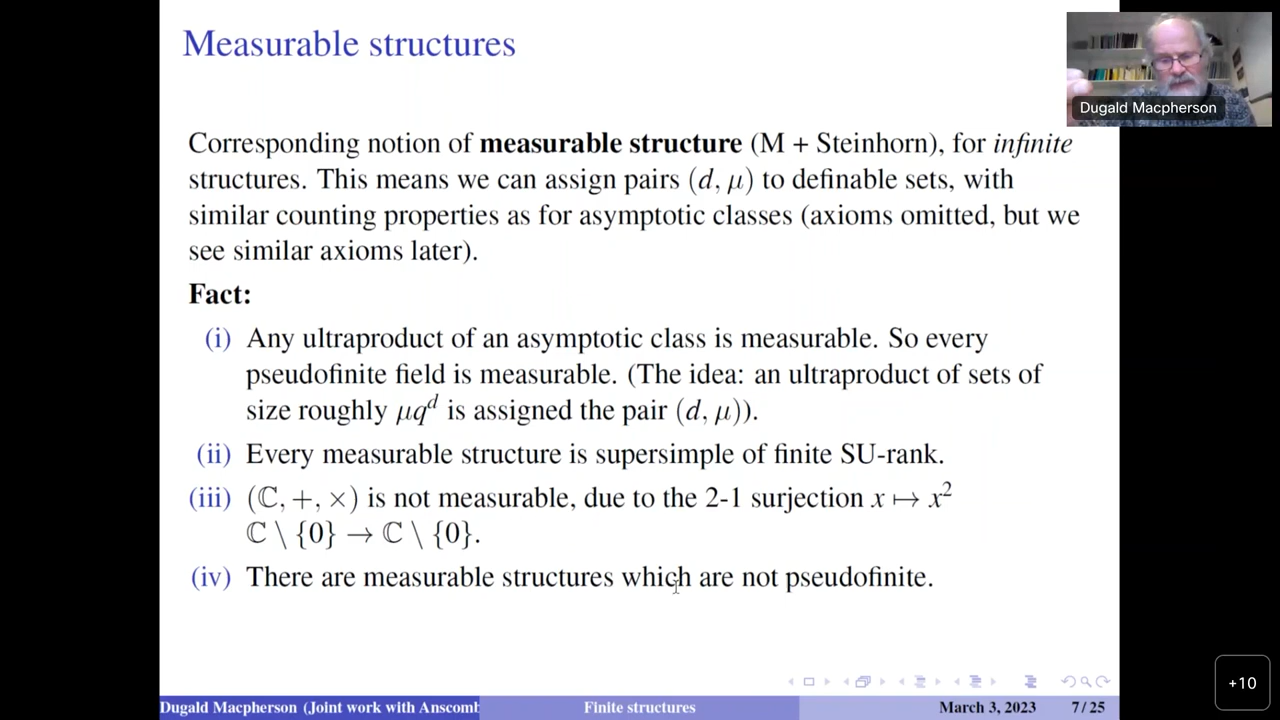 Measurable structures
Dugald Macpherson
Corresponding notion of measurable structure (M + Steinhorn), for infinite
structures. This means we can assign pairs (d, μ) to definable sets, with
similar counting properties as for asymptotic classes (axioms omitted, but we
see similar axioms later).
Fact:
(i) Any ultraproduct of an asymptotic class is measurable. So every
pseudofinite field is measurable. (The idea: an ultraproduct of sets of
size roughly μq^d is assigned the pair (d, μ)).
(ii) Every measurable structure is supersimple of finite SU-rank.
(iii) (ℂ, +, ×) is not measurable, due to the 2-1 surjection x ↦ x²
ℂ \ {0} → ℂ \ {0}.
(iv) There are measurable structures which are not pseudofinite.
+10
Dugald Macpherson (Joint work with Anscomb Finite structures March 3, 2023 7 / 25